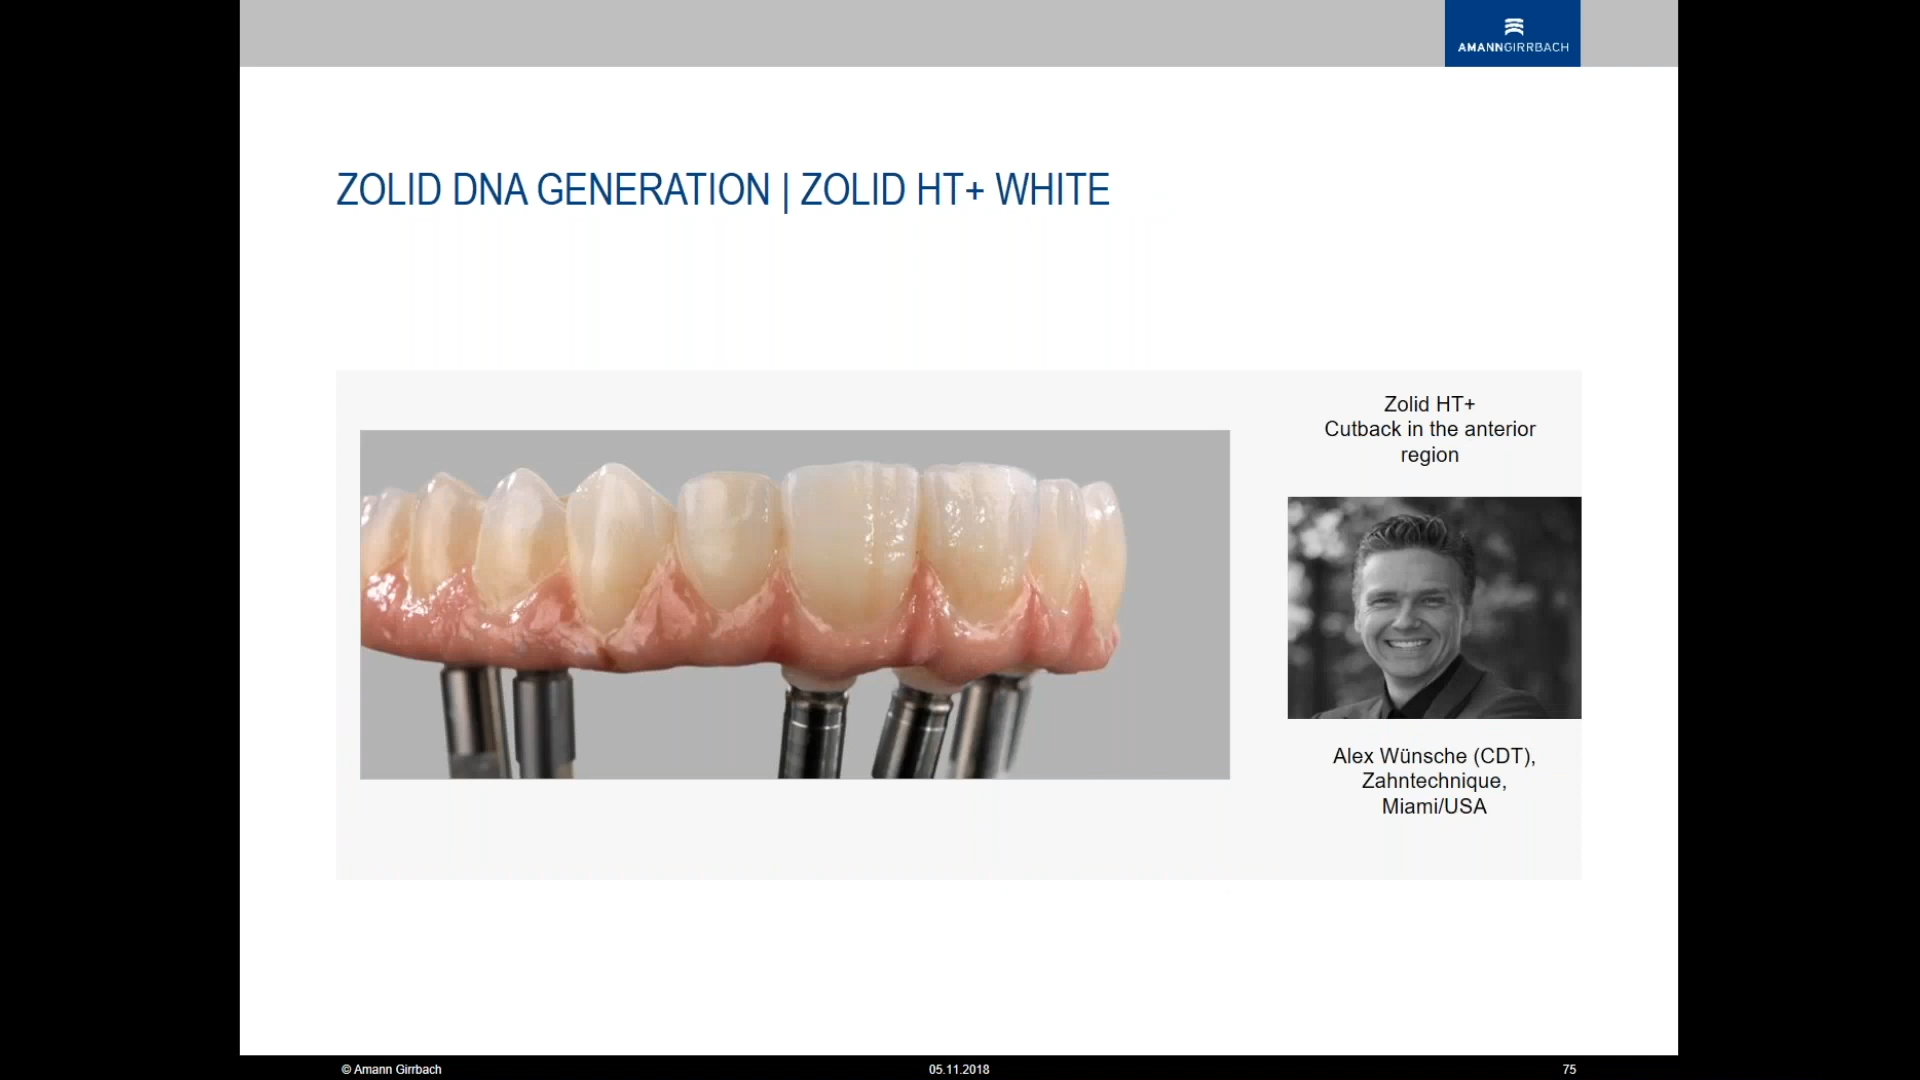 AMANNGIRRBACH
ZOLID DNA GENERATION | ZOLID HT+ WHITE
Zolid HT+
Cutback in the anterior
region
Alex Wünsche (CDT),
Zahntechnique,
Miami/USA
© Amann Girrbach
05.11.2018
75